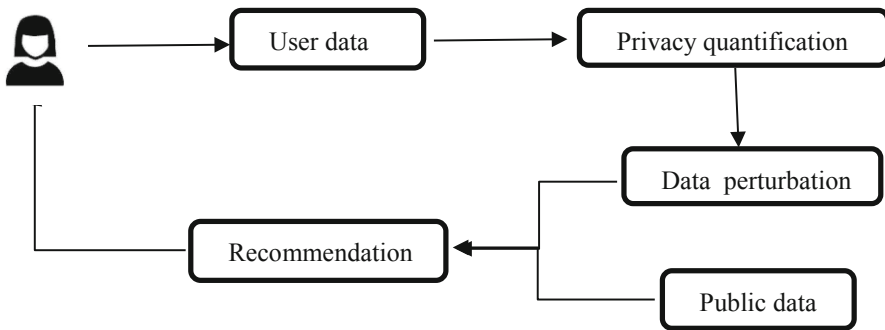 User data
Privacy quantification
Data perturbation
Recommendation
Public data